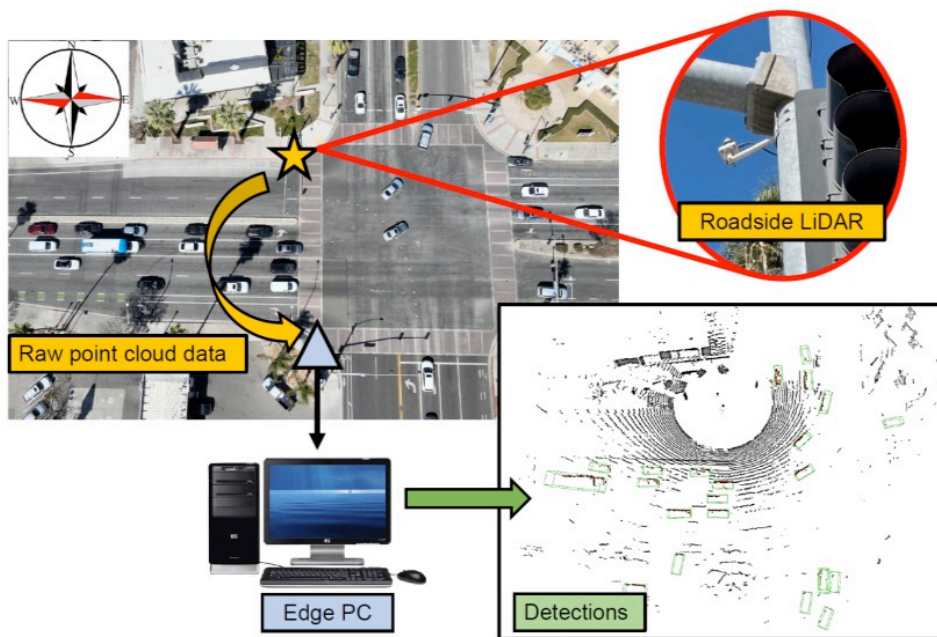 N
W
E
S
Roadside LiDAR
Raw point cloud data
Edge PC
Detections